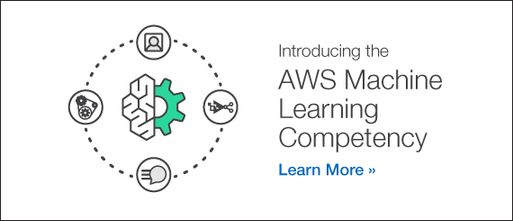 Introducing the
AWS Machine
Learning
Competency
Learn More »